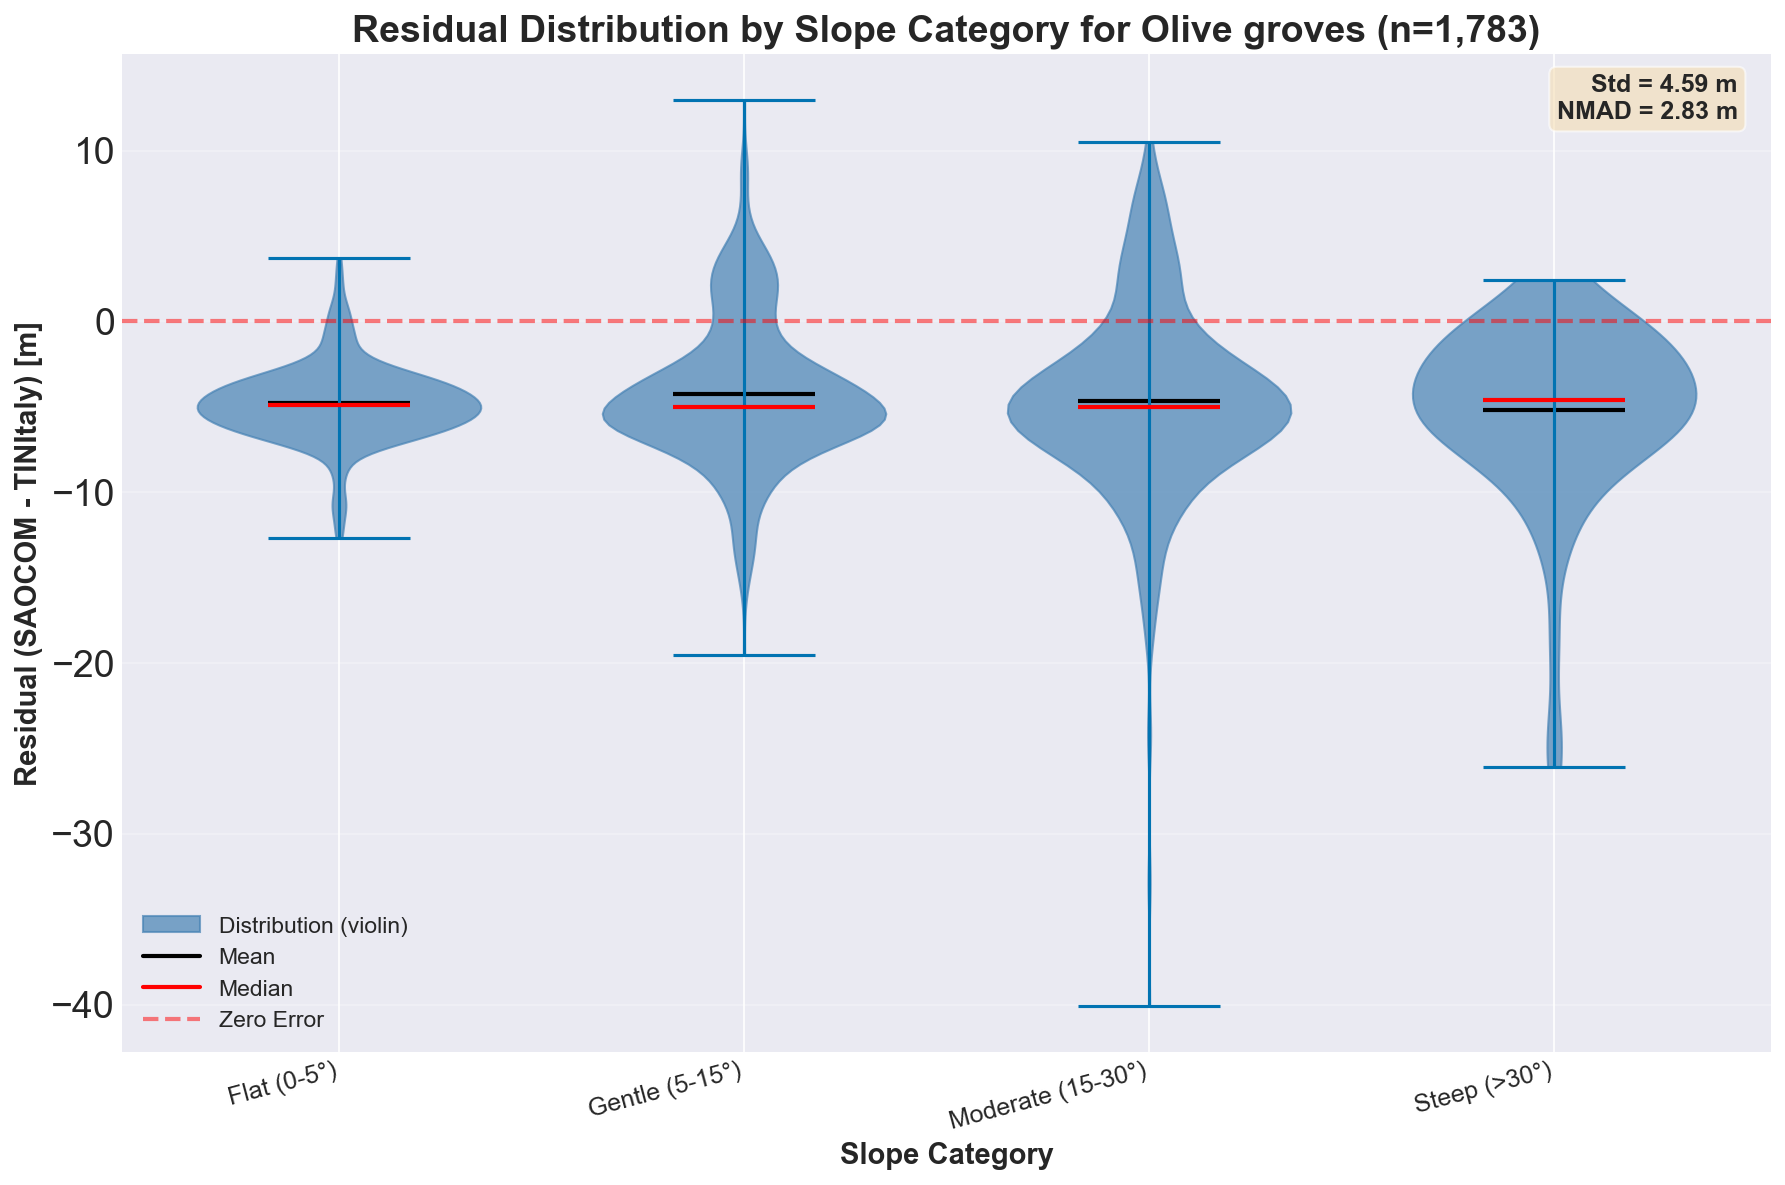 Residual Distribution by Slope Category for Olive groves (n=1,783)
Std = 4.59 m
NMAD = 2.83 m
Residual (SAOCOM - TINItaly) [m]
10
0
−10
−20
−30
−40
Distribution (violin)
Mean
Median
Zero Error
Flat (0-5°)
Gentle (5-15°)
Moderate (15-30°)
Steep (>30°)
Slope Category